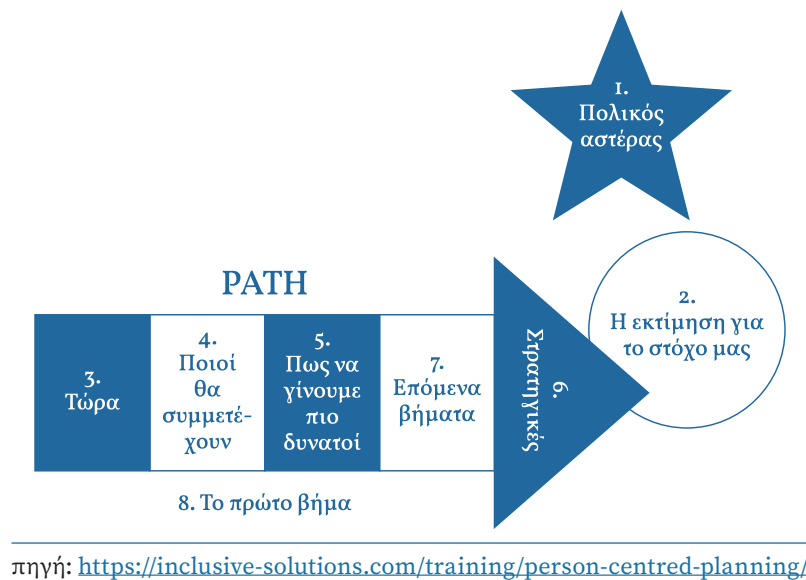 1.
Πολικός
αστέρας
2.
Η εκτίμηση για
το στόχο μας
PATH
3.
Τώρα
4.
Ποιοί
θα
συμμετέ-
χουν
5.
Πως να
γίνουμε
πιο
δυνατοί
7.
Επόμενα
βήματα
6.
Στρατηγικές
8. Το πρώτο βήμα
πηγή: https://inclusive-solutions.com/training/person-centred-planning/